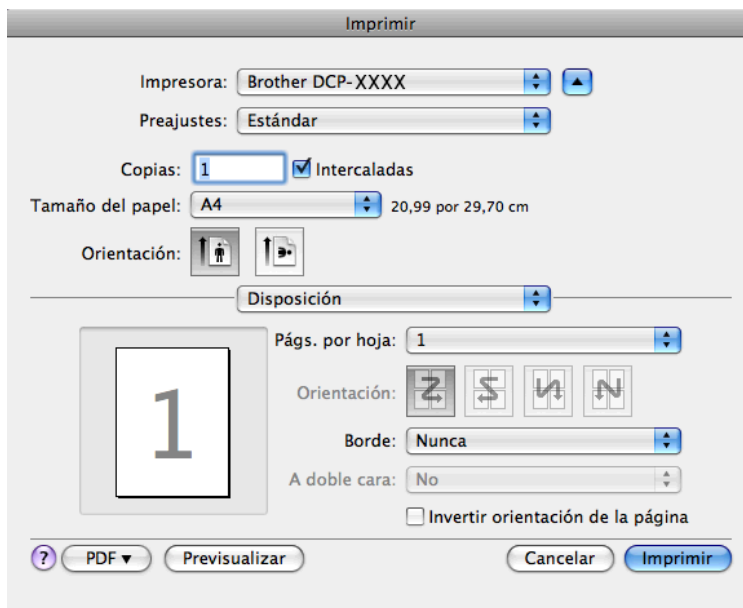 Imprimir
Impresora: Brother DCP-XXXX
Preajustes: Estándar
Copias: 1 Intercaladas
Tamaño del papel: A4 20,99 por 29,70 cm
Orientación:
Disposición
Págs. por hoja: 1
1
Orientación:
Borde: Nunca
A doble cara: No
Invertir orientación de la página
? PDF ▼ Previsualizar Cancelar Imprimir